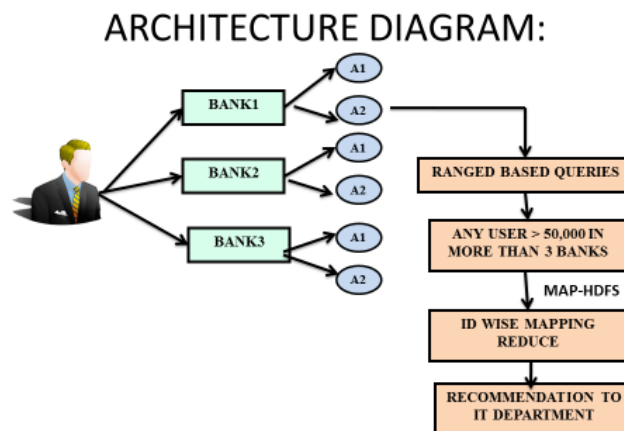 ARCHITECTURE DIAGRAM:
A1
BANK1
A2
A1
BANK2
A2
A1
BANK3
A2
RANGED BASED QUERIES
ANY USER > 50,000 IN
MORE THAN 3 BANKS
MAP-HDFS
ID WISE MAPPING
REDUCE
RECOMMENDATION TO
IT DEPARTMENT